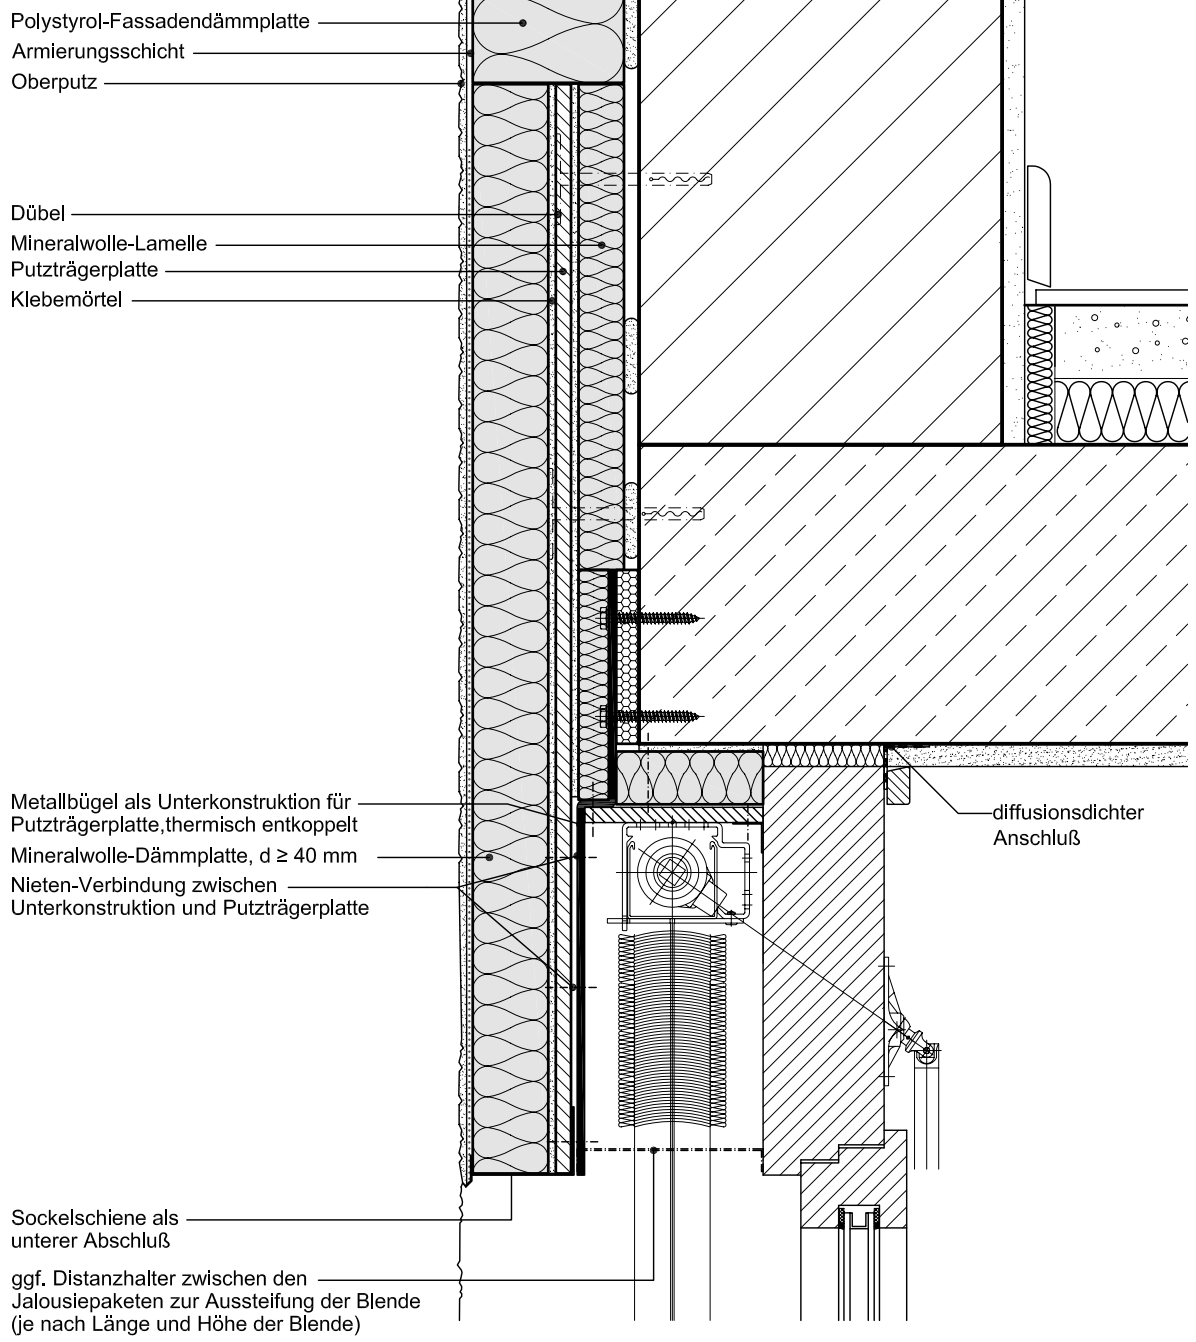 Polystyrol-Fassadendämmplatte
Armierungsschicht
Oberputz
Dübel
Mineralwolle-Lamelle
Putzträgerplatte
Klebemörtel
Metallbügel als Unterkonstruktion für
Putzträgerplatte,thermisch entkoppelt
Mineralwolle-Dämmplatte, d ≥ 40 mm
Nieten-Verbindung zwischen
Unterkonstruktion und Putzträgerplatte
diffusionsdichter
Anschluß
Sockelschiene als
unterer Abschluß
ggf. Distanzhalter zwischen den
Jalousiepaketen zur Aussteifung der Blende
(je nach Länge und Höhe der Blende)